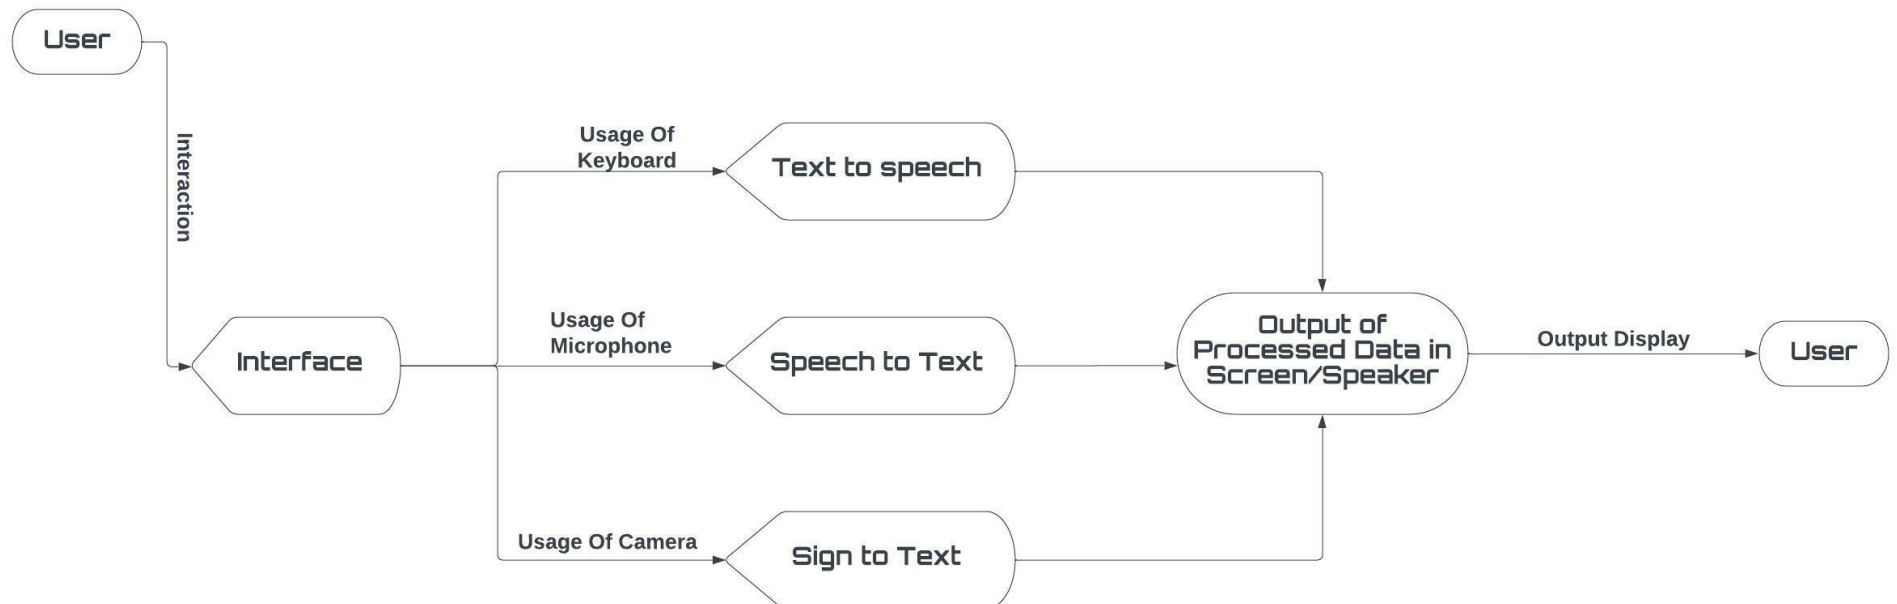 User
Interaction
Interface
Usage Of
Keyboard
Text to speech
Usage Of
Microphone
Speech to Text
Usage Of Camera
Sign to Text
Output of
Processed Data in
Screen/Speaker
Output Display
User